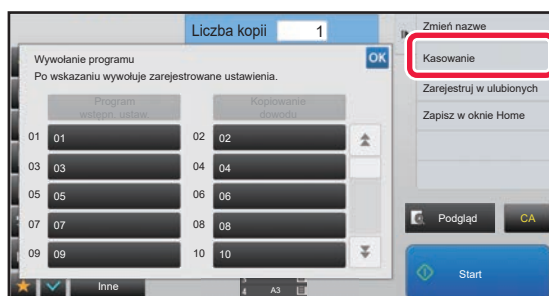 Liczba kopii 1
Zmień nazwę
Kasowanie
Zarejestruj w ulubionych
Zapisz w oknie Home
Wywołanie programu
OK
Po wskazaniu wywołuje zarejestrowane ustawienia.
Program
wstępn. ustaw.
Kopiowanie
dowodu
01 01 02 02
03 03 04 04
05 05 06 06
07 07 08 08
09 09 10 10
Podgląd
CA
Start
Inne
4 A3